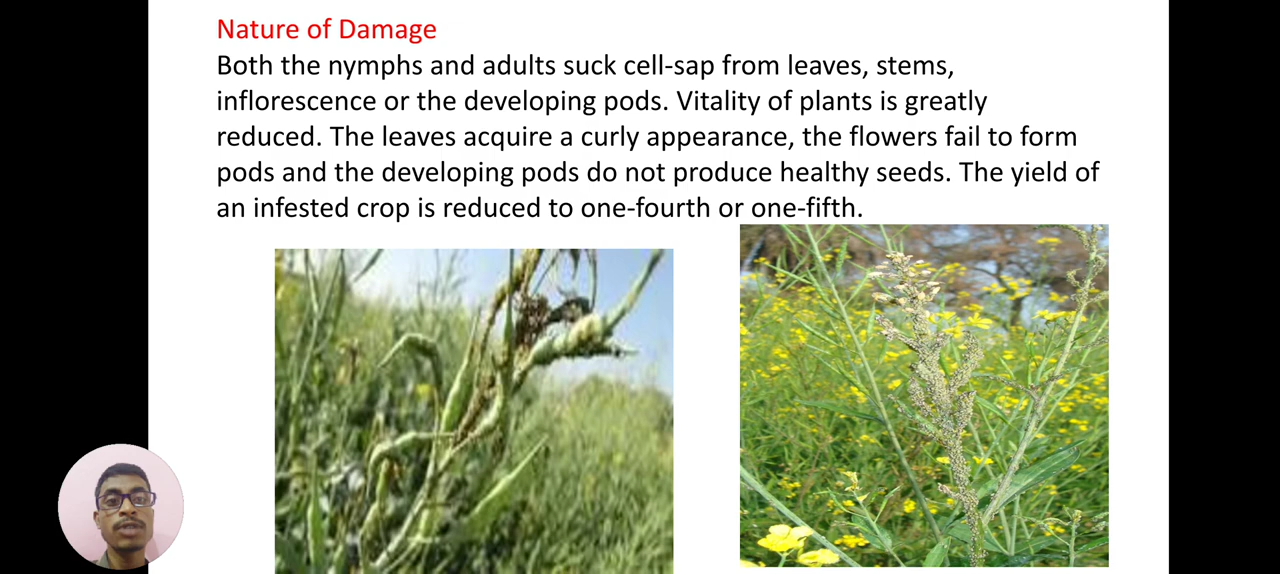 Nature of Damage
Both the nymphs and adults suck cell-sap from leaves, stems,
inflorescence or the developing pods. Vitality of plants is greatly
reduced. The leaves acquire a curly appearance, the flowers fail to form
pods and the developing pods do not produce healthy seeds. The yield of
an infested crop is reduced to one-fourth or one-fifth.